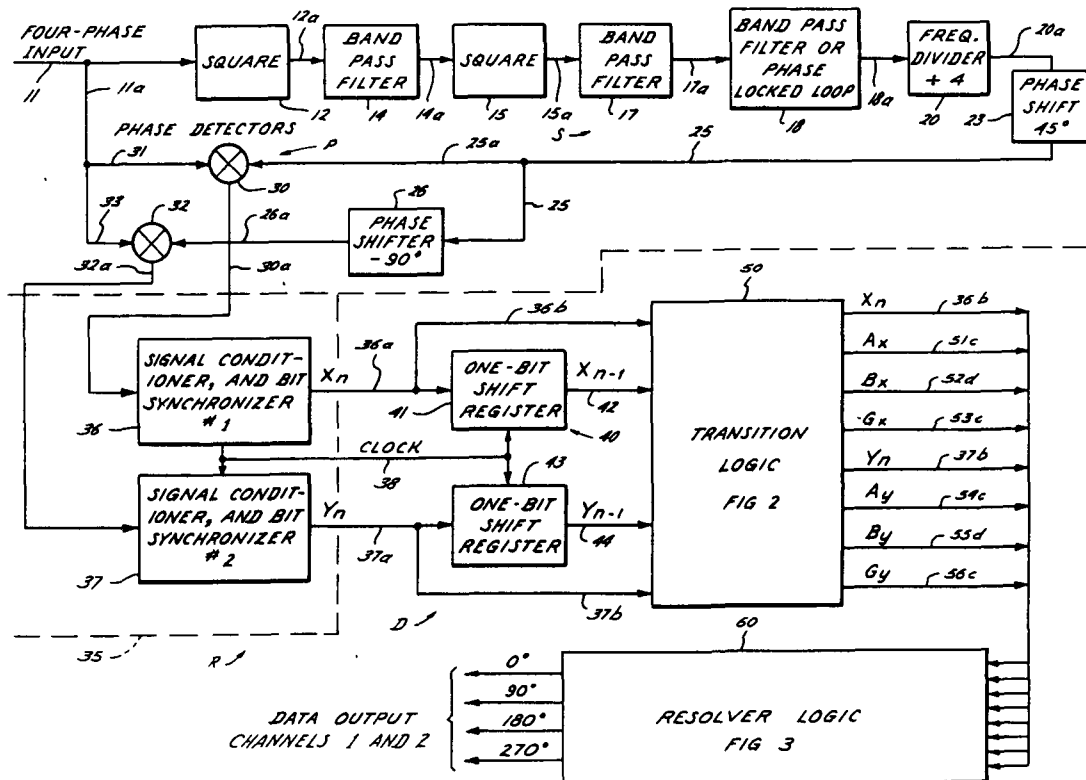 FOUR-PHASE
INPUT
11
11a
SQUARE
12
12a
BAND
PASS
FILTER
14
14a
SQUARE
15
15a
BAND
PASS
FILTER
17
17a
S
BAND PASS
FILTER OR
PHASE
LOCKED LOOP
18
18a
FREQ.
DIVIDER
÷ 4
20
20a
PHASE
SHIFT
45°
23
PHASE DETECTORS
P
31
30
25a
25
25
33
32
26a
26
PHASE
SHIFTER
-90°
32a
30a
SIGNAL CONDIT-
IONER, AND BIT
SYNCHRONIZER
# 1
36
Xn
36a
36b
ONE-BIT
SHIFT
REGISTER
41
Xn-1
42
40
CLOCK
38
SIGNAL CONDIT-
IONER, AND BIT
SYNCHRONIZER
# 2
37
Yn
37a
43
ONE-BIT
SHIFT
REGISTER
Yn-1
44
37b
D
35
R
50
TRANSITION
LOGIC
FIG 2
Xn 36b
Ax 51c
Bx 52d
Gx 53c
Yn 37b
Ay 54c
By 55d
Gy 56c
60
RESOLVER LOGIC
FIG 3
0°
90°
180°
270°
DATA OUTPUT
CHANNELS 1 AND 2